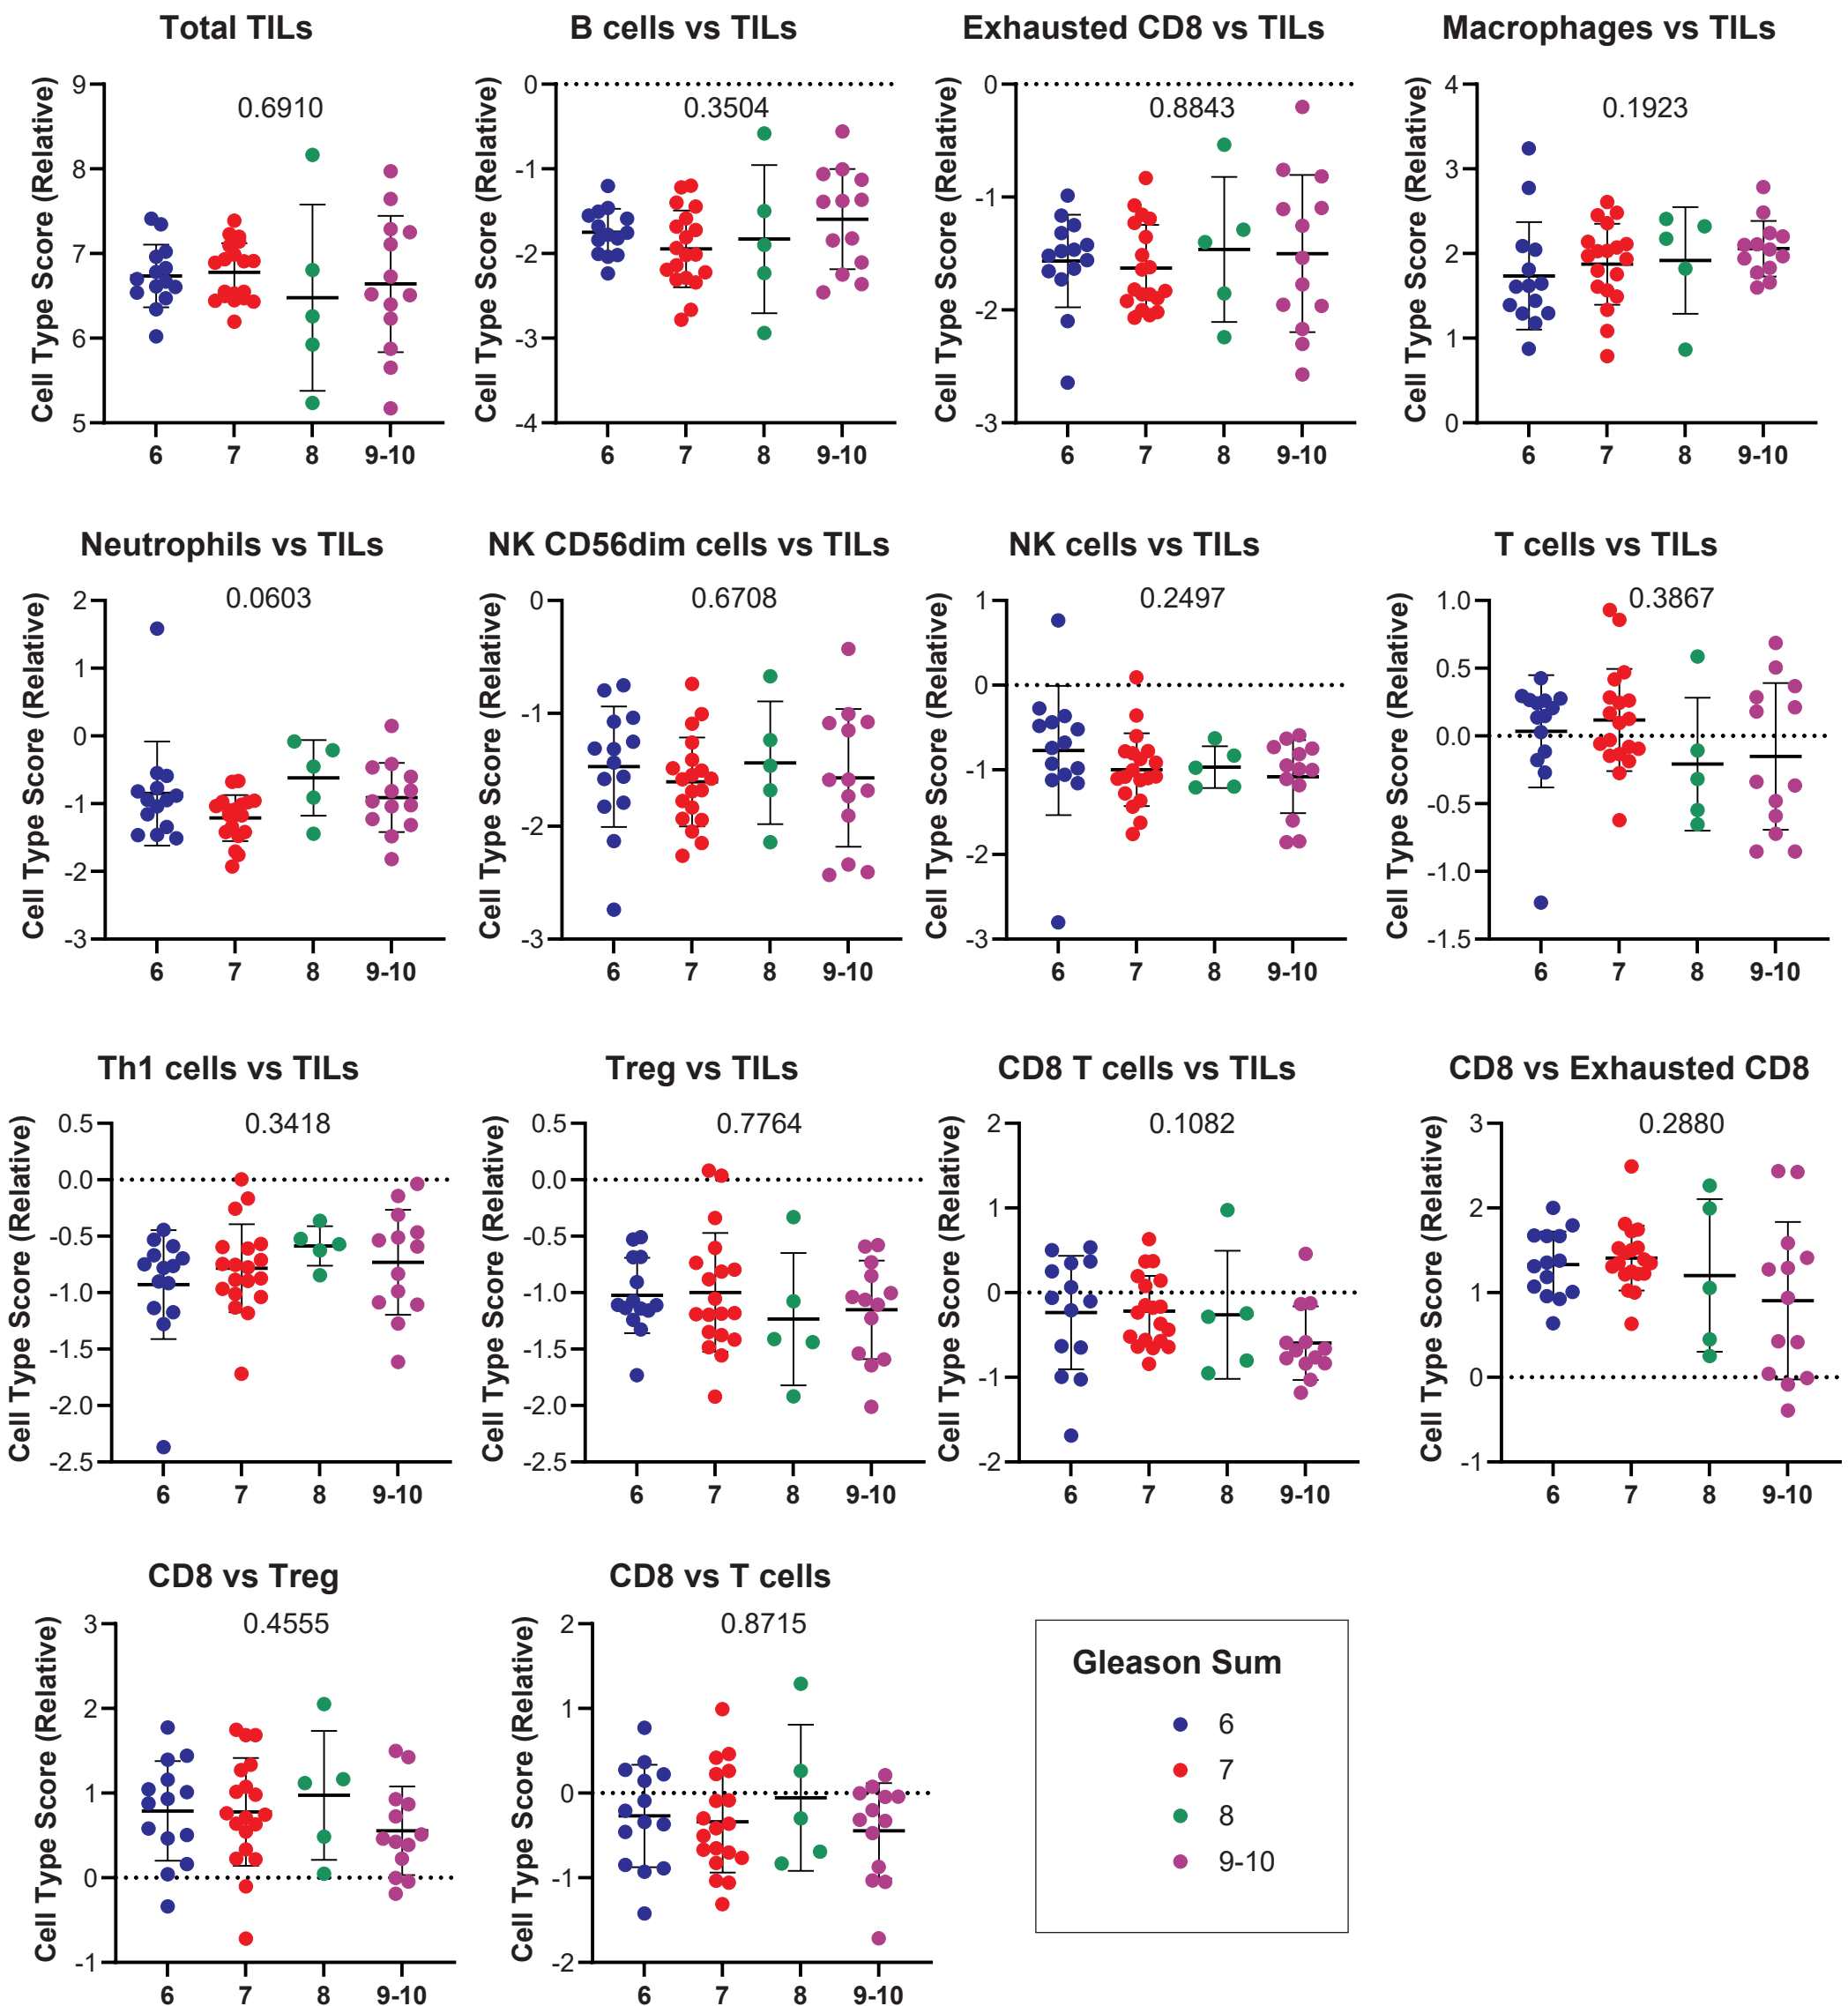 Total TILs
Cell Type Score (Relative)
0.6910
9
8
7
6
5
6 7 8 9-10
B cells vs TILs
Cell Type Score (Relative)
0.3504
0
-1
-2
-3
-4
6 7 8 9-10
Exhausted CD8 vs TILs
Cell Type Score (Relative)
0.8843
0
-1
-2
-3
6 7 8 9-10
Macrophages vs TILs
Cell Type Score (Relative)
0.1923
4
3
2
1
0
6 7 8 9-10
Neutrophils vs TILs
Cell Type Score (Relative)
0.0603
2
1
0
-1
-2
-3
6 7 8 9-10
NK CD56dim cells vs TILs
Cell Type Score (Relative)
0.6708
0
-1
-2
-3
6 7 8 9-10
NK cells vs TILs
Cell Type Score (Relative)
0.2497
1
0
-1
-2
-3
6 7 8 9-10
T cells vs TILs
Cell Type Score (Relative)
0.3867
1.0
0.5
0.0
-0.5
-1.0
-1.5
6 7 8 9-10
Th1 cells vs TILs
Cell Type Score (Relative)
0.3418
0.5
0.0
-0.5
-1.0
-1.5
-2.0
-2.5
6 7 8 9-10
Treg vs TILs
Cell Type Score (Relative)
0.7764
0.5
0.0
-0.5
-1.0
-1.5
-2.0
-2.5
6 7 8 9-10
CD8 T cells vs TILs
Cell Type Score (Relative)
0.1082
2
1
0
-1
-2
6 7 8 9-10
CD8 vs Exhausted CD8
Cell Type Score (Relative)
0.2880
3
2
1
0
-1
6 7 8 9-10
CD8 vs Treg
Cell Type Score (Relative)
0.4555
3
2
1
0
-1
6 7 8 9-10
CD8 vs T cells
Cell Type Score (Relative)
0.8715
2
1
0
-1
-2
6 7 8 9-10
Gleason Sum
6
7
8
9-10